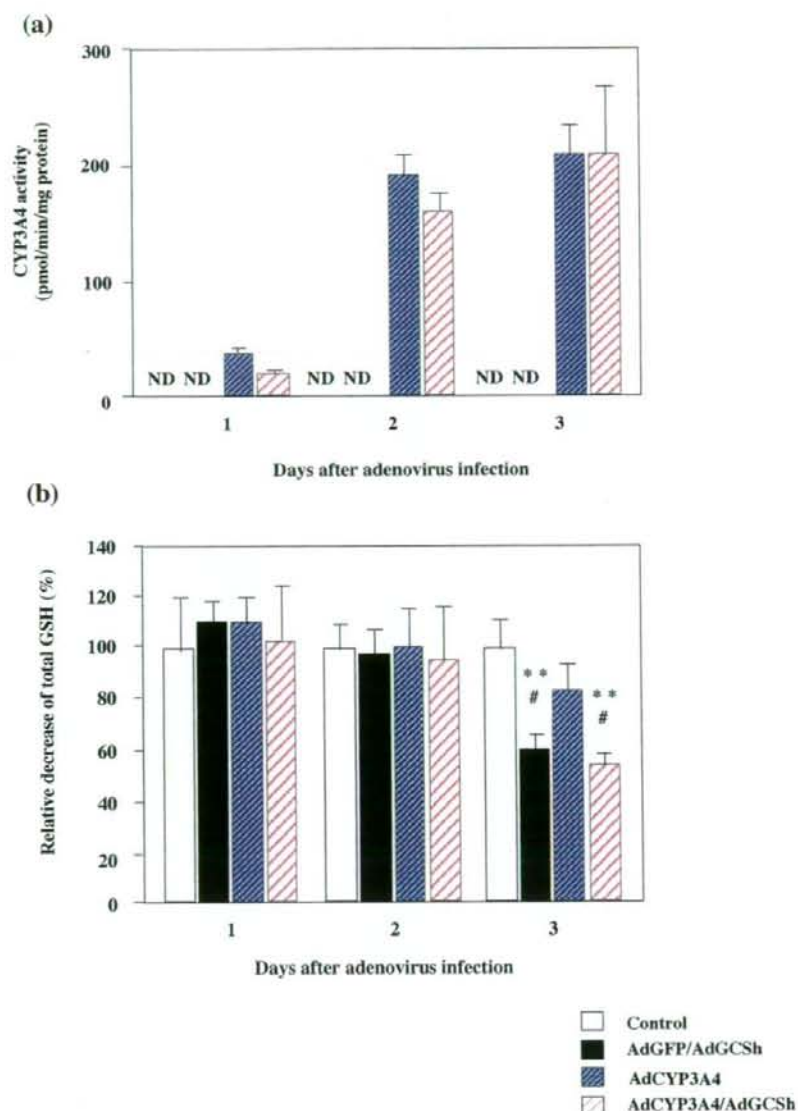 (a)
300
200
100
0
CYP3A4 activity
(pmol/min/mg protein)
ND ND ND ND ND ND
1 2 3
Days after adenovirus infection
(b)
140
120
100
80
60
40
20
0
Relative decrease of total GSH (%)
** **
# #
1 2 3
Days after adenovirus infection
Control
AdGFP/AdGCSh
AdCYP3A4
AdCYP3A4/AdGCSh